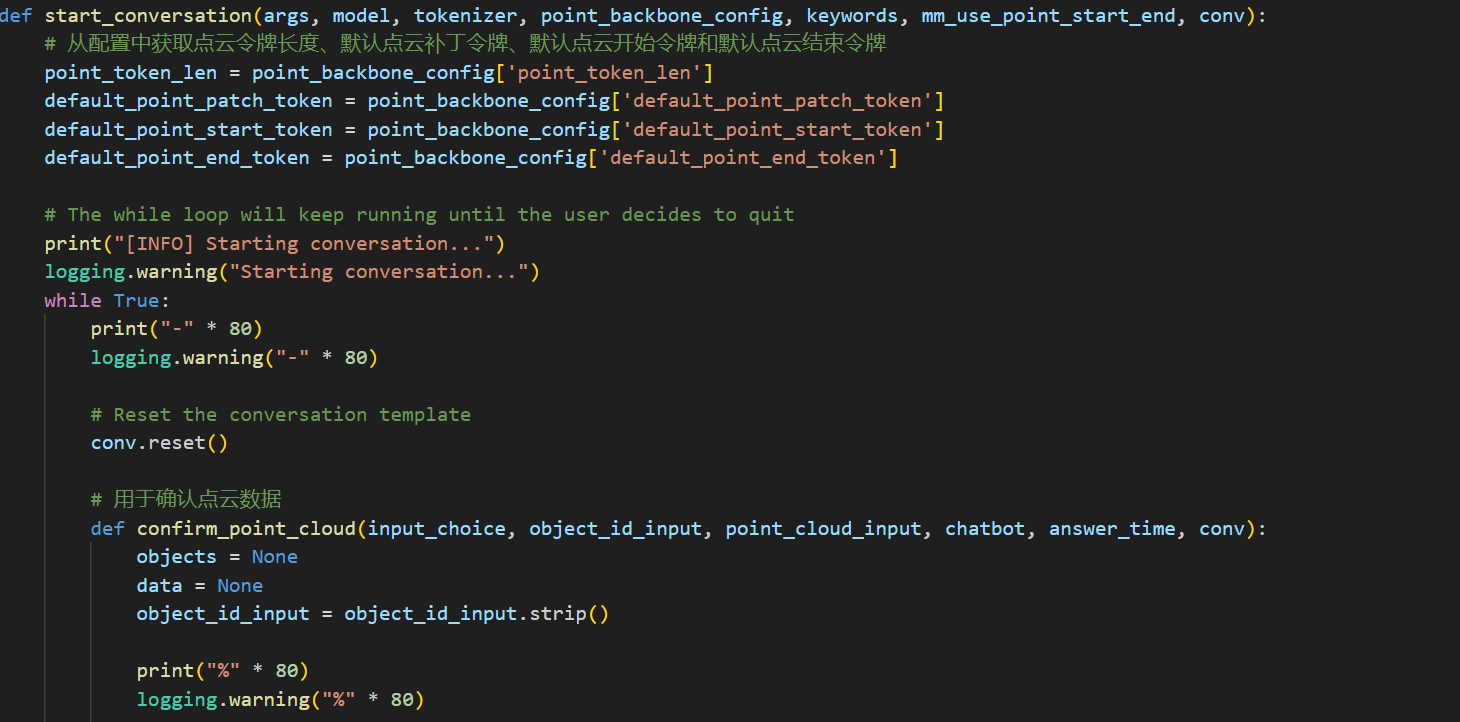 def start_conversation(args, model, tokenizer, point_backbone_config, keywords, mm_use_point_start_end, conv):
    # 从配置中获取点云令牌长度、默认点云补丁令牌、默认点云开始令牌和默认点云结束令牌
    point_token_len = point_backbone_config['point_token_len']
    default_point_patch_token = point_backbone_config['default_point_patch_token']
    default_point_start_token = point_backbone_config['default_point_start_token']
    default_point_end_token = point_backbone_config['default_point_end_token']

    # The while loop will keep running until the user decides to quit
    print("[INFO] Starting conversation...")
    logging.warning("Starting conversation...")
    while True:
        print("-" * 80)
        logging.warning("-" * 80)

        # Reset the conversation template
        conv.reset()

        # 用于确认点云数据
        def confirm_point_cloud(input_choice, object_id_input, point_cloud_input, chatbot, answer_time, conv):
            objects = None
            data = None
            object_id_input = object_id_input.strip()

            print("%" * 80)
            logging.warning("%" * 80)